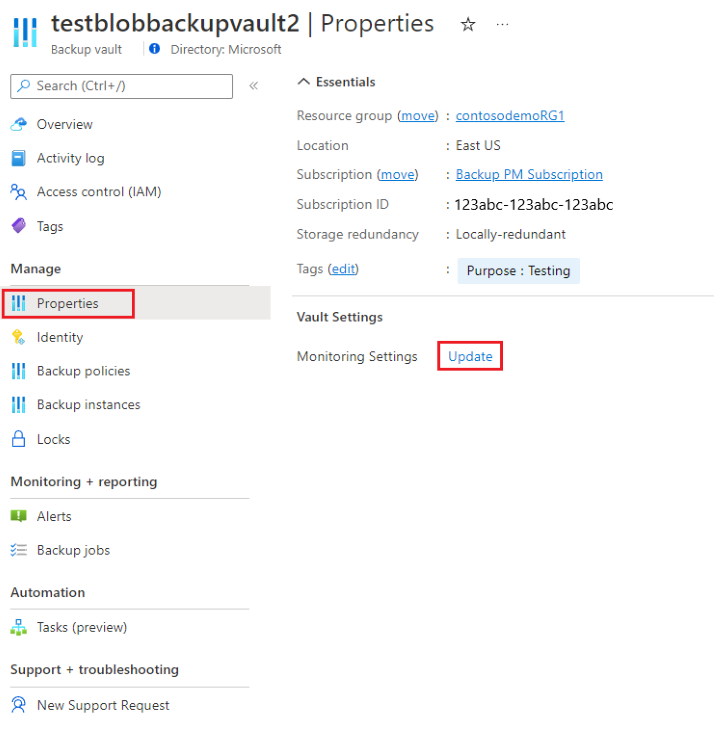 testblobbackupvault2 | Properties
Backup vault
Directory: Microsoft
Search (Ctrl+/)
Overview
Activity log
Access control (IAM)
Tags
Manage
Properties
Identity
Backup policies
Backup instances
Locks
Monitoring + reporting
Alerts
Backup jobs
Automation
Tasks (preview)
Support + troubleshooting
New Support Request
Essentials
Resource group (move) : contosodemoRG1
Location : East US
Subscription (move) : Backup PM Subscription
Subscription ID : 123abc-123abc-123abc
Storage redundancy : Locally-redundant
Tags (edit) : Purpose : Testing
Vault Settings
Monitoring Settings Update